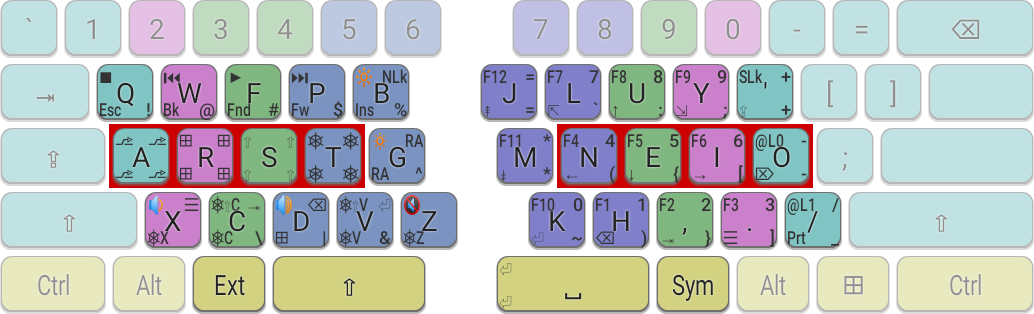 ` 1 2 3 4 5 6 7 8 9 0 - = ⌫
⇥ ■ Q Esc ! ⏮ W Bk @ ▶ F Fnd # ⏭ P Fw $ NLk B Ins % F12 = J ⇟ = F7 7 L ⇱ ` F8 8 U ↑ : F9 9 Y ⇲ ; SLk + ' ⇧ + [ ]
A R S T RA G RA ^ F11 * M ⇟ * F4 4 N ← ( F5 5 E ↓ { F6 6 I → [ @L0 - O ⌦ - ;
⇧ ☰ X ❄X ❄⇧C ⇥ C ❄C \ ⌫ D ⊞ | ❄⇧V ⏎ V ❄V & Z ❄Z F10 0 K ⏎ ~ F1 1 H ⌫ ) F2 2 , ⇥ } F3 3 . ☰ ] @L1 / / Prt _ ⇧
Ctrl Alt Ext ⇧ ⏎ ⏎ ␣ Sym Alt ⊞ Ctrl